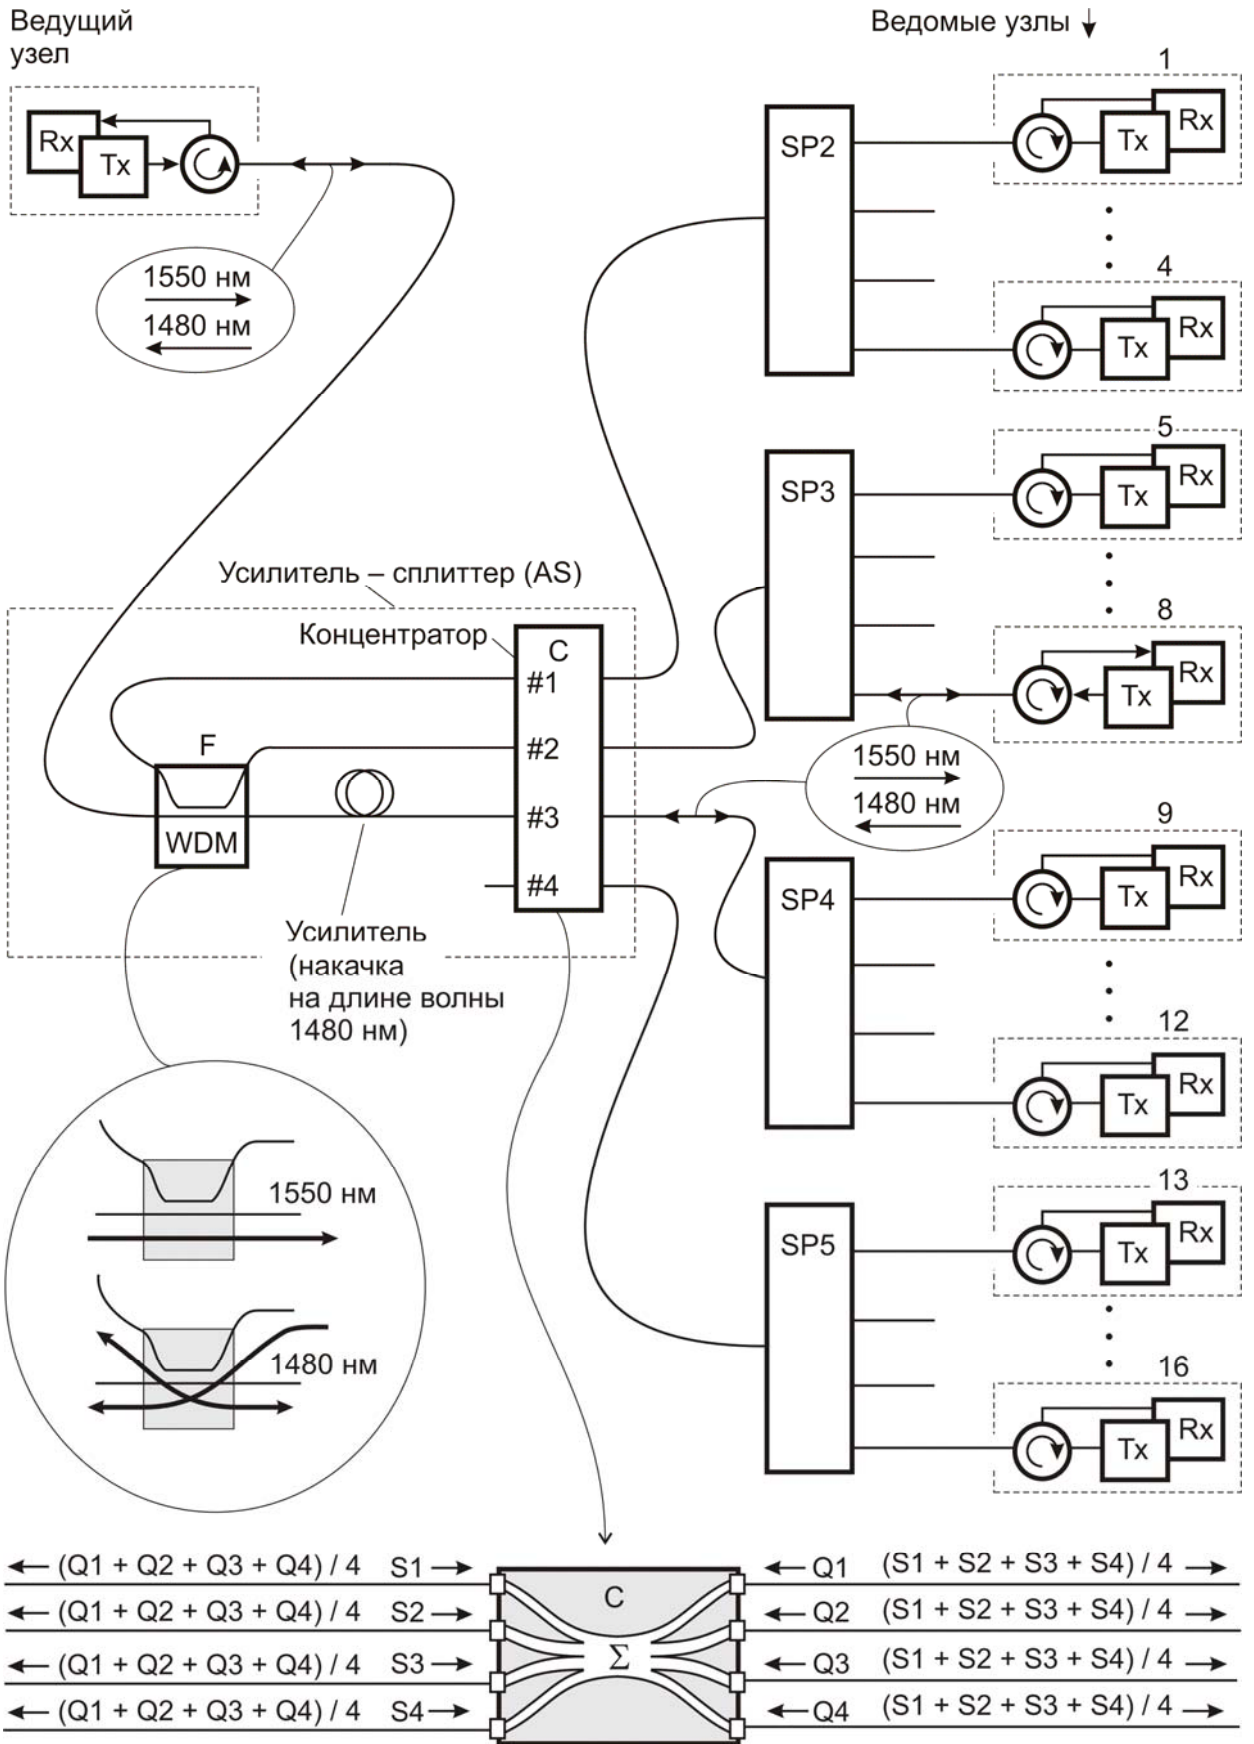 Ведущий
узел
Ведомые узлы
Rx
Tx
1550 нм
1480 нм
SP2
1
Tx
Rx
4
Tx
Rx
SP3
5
Tx
Rx
8
Tx
Rx
1550 нм
1480 нм
Усилитель – сплиттер (AS)
Концентратор
C
#1
#2
#3
#4
F
WDM
Усилитель
(накачка
на длине волны
1480 нм)
SP4
9
Tx
Rx
12
Tx
Rx
1550 нм
1480 нм
SP5
13
Tx
Rx
16
Tx
Rx
(Q1 + Q2 + Q3 + Q4) / 4 S1
(Q1 + Q2 + Q3 + Q4) / 4 S2
(Q1 + Q2 + Q3 + Q4) / 4 S3
(Q1 + Q2 + Q3 + Q4) / 4 S4
C
Σ
Q1 (S1 + S2 + S3 + S4) / 4
Q2 (S1 + S2 + S3 + S4) / 4
Q3 (S1 + S2 + S3 + S4) / 4
Q4 (S1 + S2 + S3 + S4) / 4